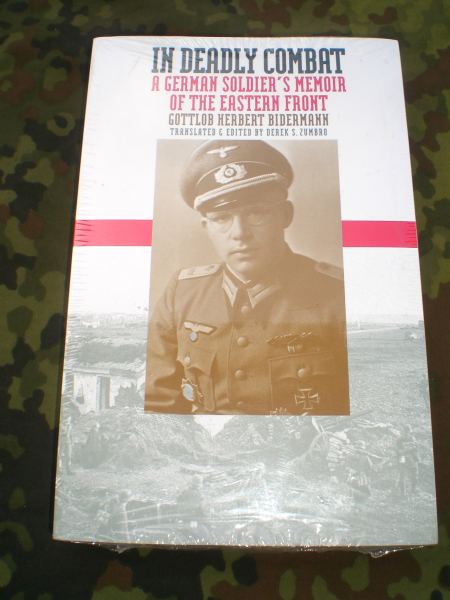 IN DEADLY COMBAT
A GERMAN SOLDIER'S MEMOIR
OF THE EASTERN FRONT
GOTTLOB HERBERT BIDERMANN
TRANSLATED & EDITED BY DEREK S. ZUMBRO